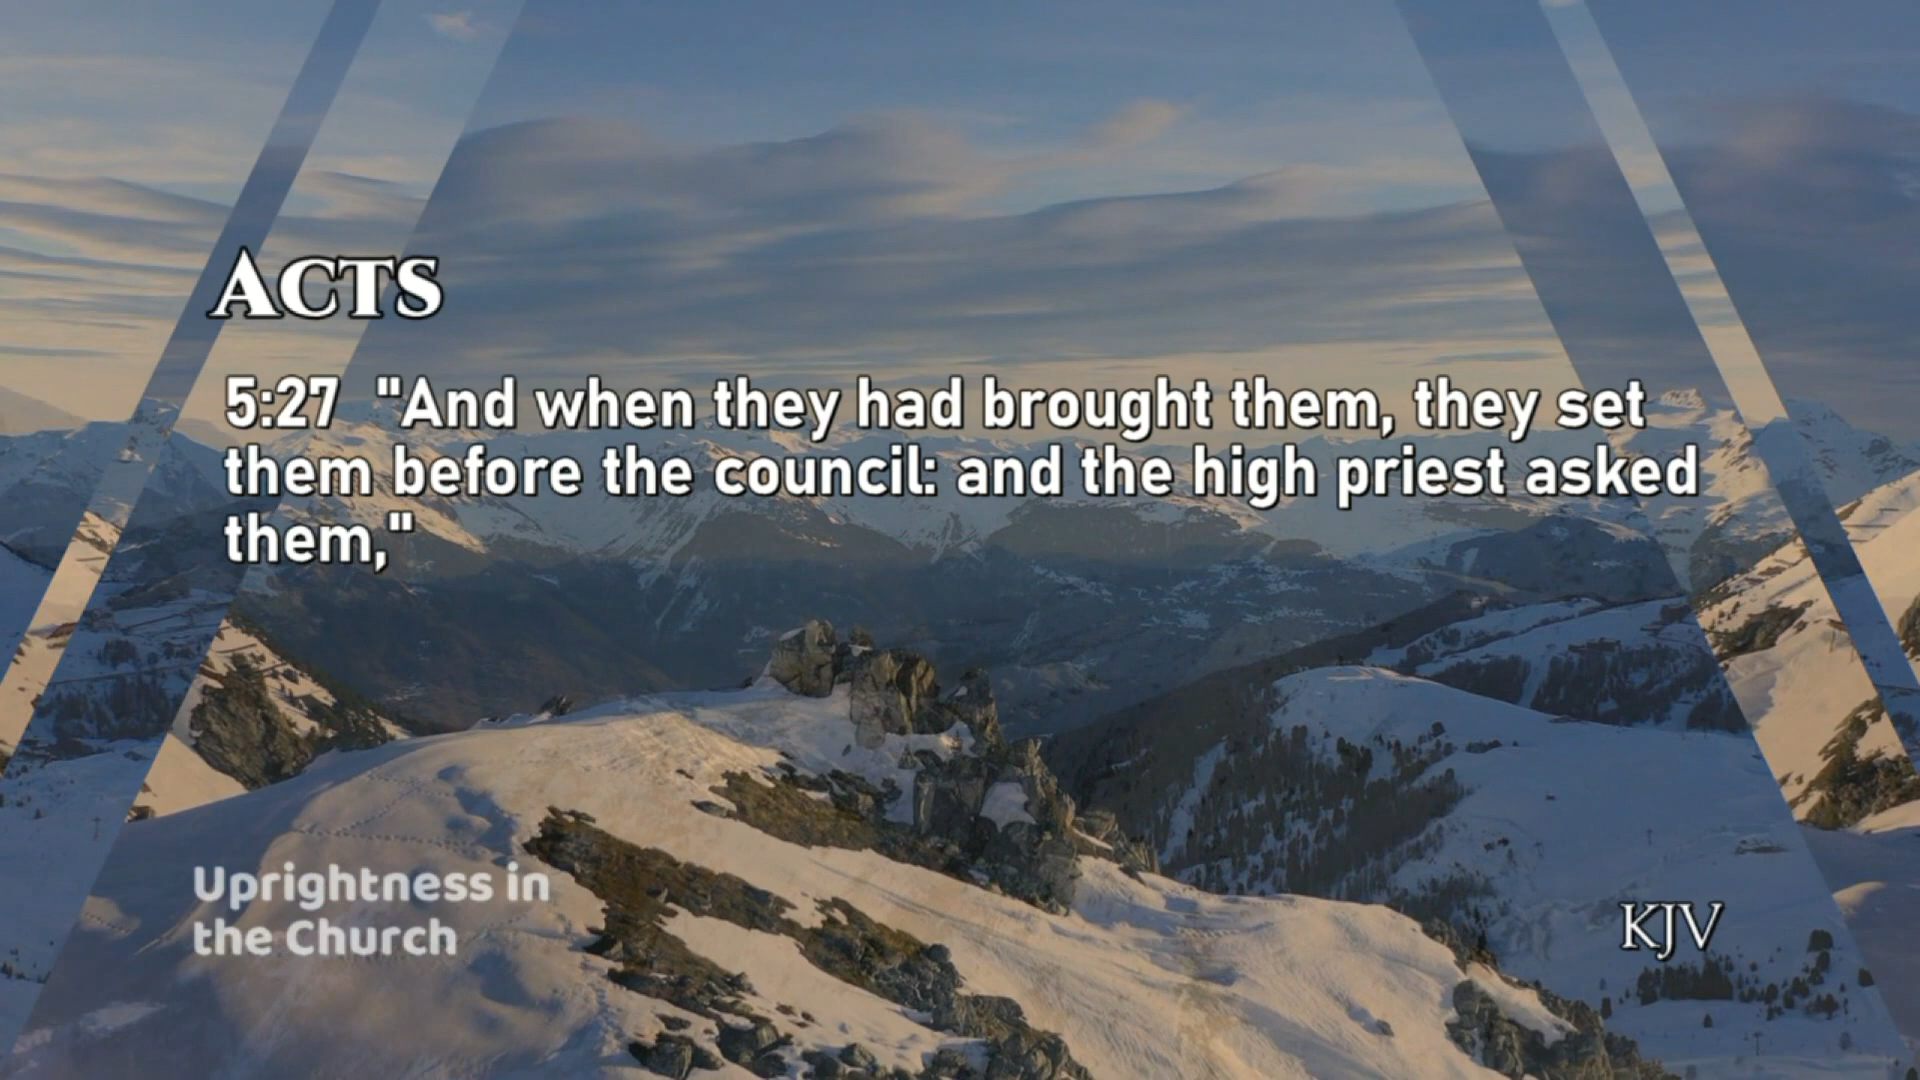 Acts
5:27 "And when they had brought them, they set
them before the council: and the high priest asked
them,"
Uprightness in
the Church
KJV